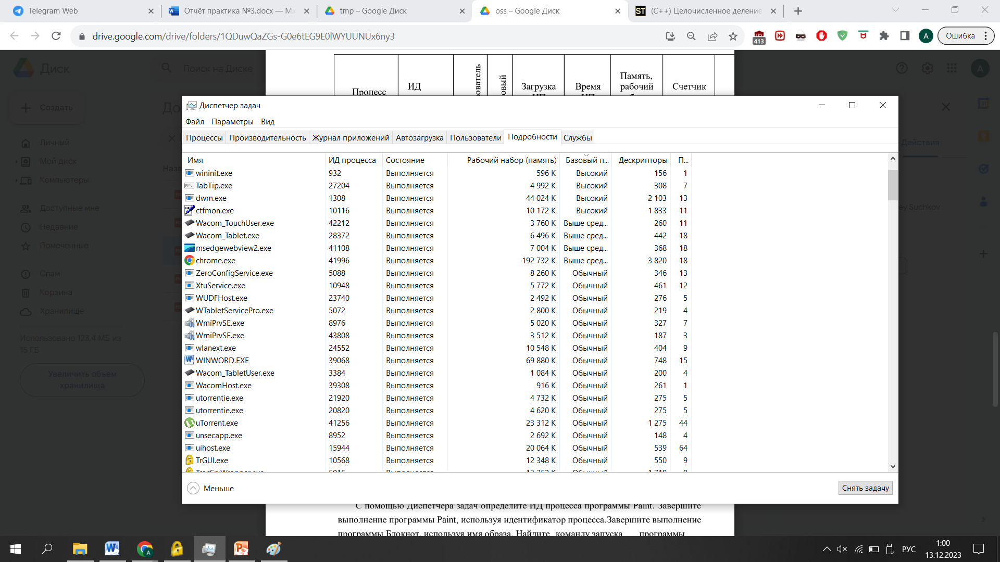 Telegram Web
Отчёт практика №3.docx — Mi
tmp – Google Диск
oss – Google Диск
(C++) Целочисленное деление
drive.google.com/drive/folders/1QDuwQaZGs-G0e6tEG9E0lWYUUNUx6ny3
413
A
Ошибка
Диск
Поиск на Диске
A
Создать
Личный
Мой диск
Компьютеры
Доступные мне
Недавние
Помеченные
Спам
Корзина
Хранилище
Использовано 123,4 МБ из
15 ГБ
Увеличить объем
хранилища
Действия
ey Suchkov
Процесс
ИД
ователь
овый
Загрузка
Время
Память,
рабочий
Счетчик
Диспетчер задач
Файл Параметры Вид
Процессы Производительность Журнал приложений Автозагрузка Пользователи Подробности Службы
Имя ИД процесса Состояние Рабочий набор (память) Базовый п... Дескрипторы П...
wininit.exe 932 Выполняется 596 K Высокий 156 1
TabTip.exe 27204 Выполняется 4 992 K Высокий 308 7
dwm.exe 1308 Выполняется 44 024 K Высокий 2 103 13
ctfmon.exe 10116 Выполняется 10 172 K Высокий 1 833 11
Wacom_TouchUser.exe 42212 Выполняется 3 760 K Выше сред... 260 11
Wacom_Tablet.exe 28372 Выполняется 6 496 K Выше сред... 442 18
msedgewebview2.exe 41108 Выполняется 7 004 K Выше сред... 368 18
chrome.exe 41996 Выполняется 192 732 K Выше сред... 3 820 18
ZeroConfigService.exe 5088 Выполняется 8 260 K Обычный 346 13
XtuService.exe 10948 Выполняется 5 772 K Обычный 461 12
WUDFHost.exe 23740 Выполняется 2 492 K Обычный 276 5
WTabletServicePro.exe 5072 Выполняется 2 800 K Обычный 219 4
WmiPrvSE.exe 8976 Выполняется 5 020 K Обычный 327 7
WmiPrvSE.exe 43808 Выполняется 3 512 K Обычный 187 3
wlanext.exe 24552 Выполняется 10 548 K Обычный 404 9
WINWORD.EXE 39068 Выполняется 69 880 K Обычный 748 15
Wacom_TabletUser.exe 3384 Выполняется 1 084 K Обычный 200 4
WacomHost.exe 39308 Выполняется 916 K Обычный 261 1
utorrentie.exe 21920 Выполняется 4 732 K Обычный 275 5
utorrentie.exe 20820 Выполняется 4 620 K Обычный 275 5
uTorrent.exe 41256 Выполняется 23 312 K Обычный 1 275 44
unsecapp.exe 8952 Выполняется 2 692 K Обычный 148 4
uihost.exe 15944 Выполняется 20 064 K Обычный 539 64
TrGUI.exe 10568 Выполняется 12 348 K Обычный 550 9
Меньше
Снять задачу
С помощью Диспетчера задач определите ИД процесса программы Paint. Завершите
выполнение программы Paint, используя идентификатор процесса.Завершите выполнение
программы Блокнот, используя имя образа. Найдите команду запуска программы
РУС
1:00
13.12.2023